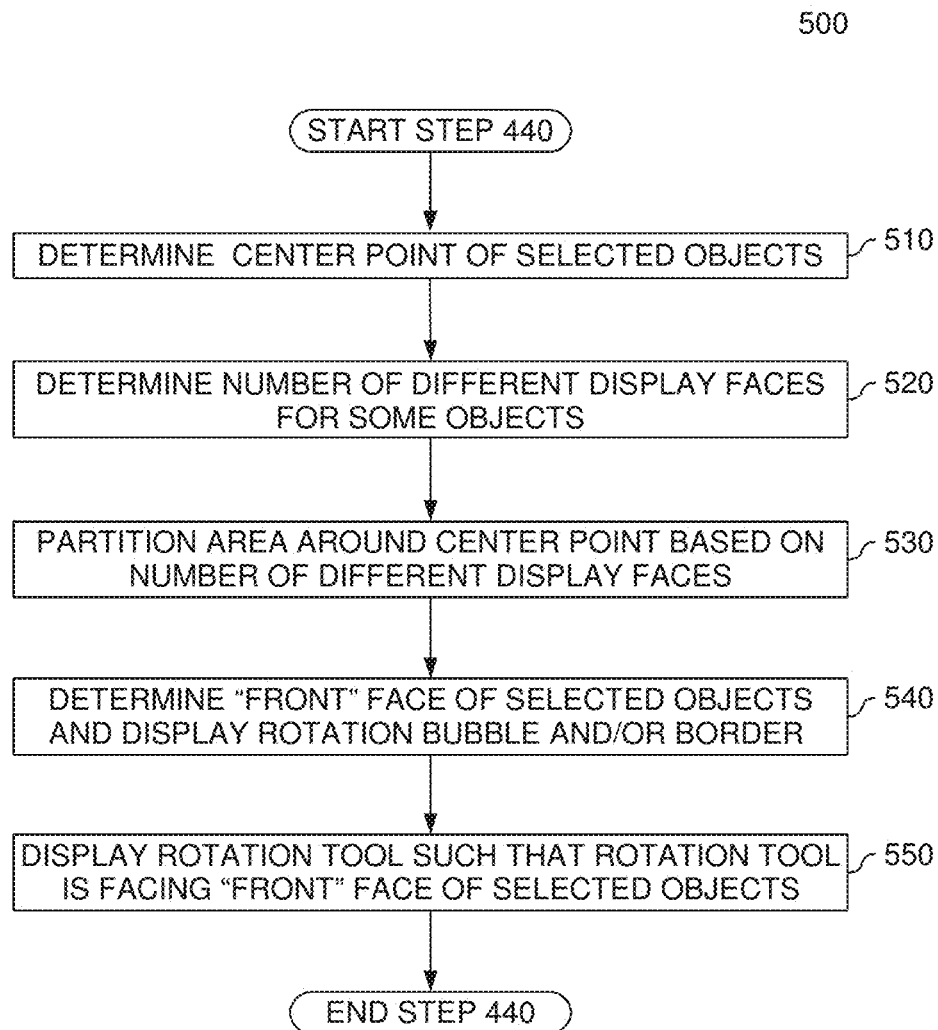 500
START STEP 440
DETERMINE CENTER POINT OF SELECTED OBJECTS
510
DETERMINE NUMBER OF DIFFERENT DISPLAY FACES
FOR SOME OBJECTS
520
PARTITION AREA AROUND CENTER POINT BASED ON
NUMBER OF DIFFERENT DISPLAY FACES
530
DETERMINE “FRONT” FACE OF SELECTED OBJECTS
AND DISPLAY ROTATION BUBBLE AND/OR BORDER
540
DISPLAY ROTATION TOOL SUCH THAT ROTATION TOOL
IS FACING “FRONT” FACE OF SELECTED OBJECTS
550
END STEP 440